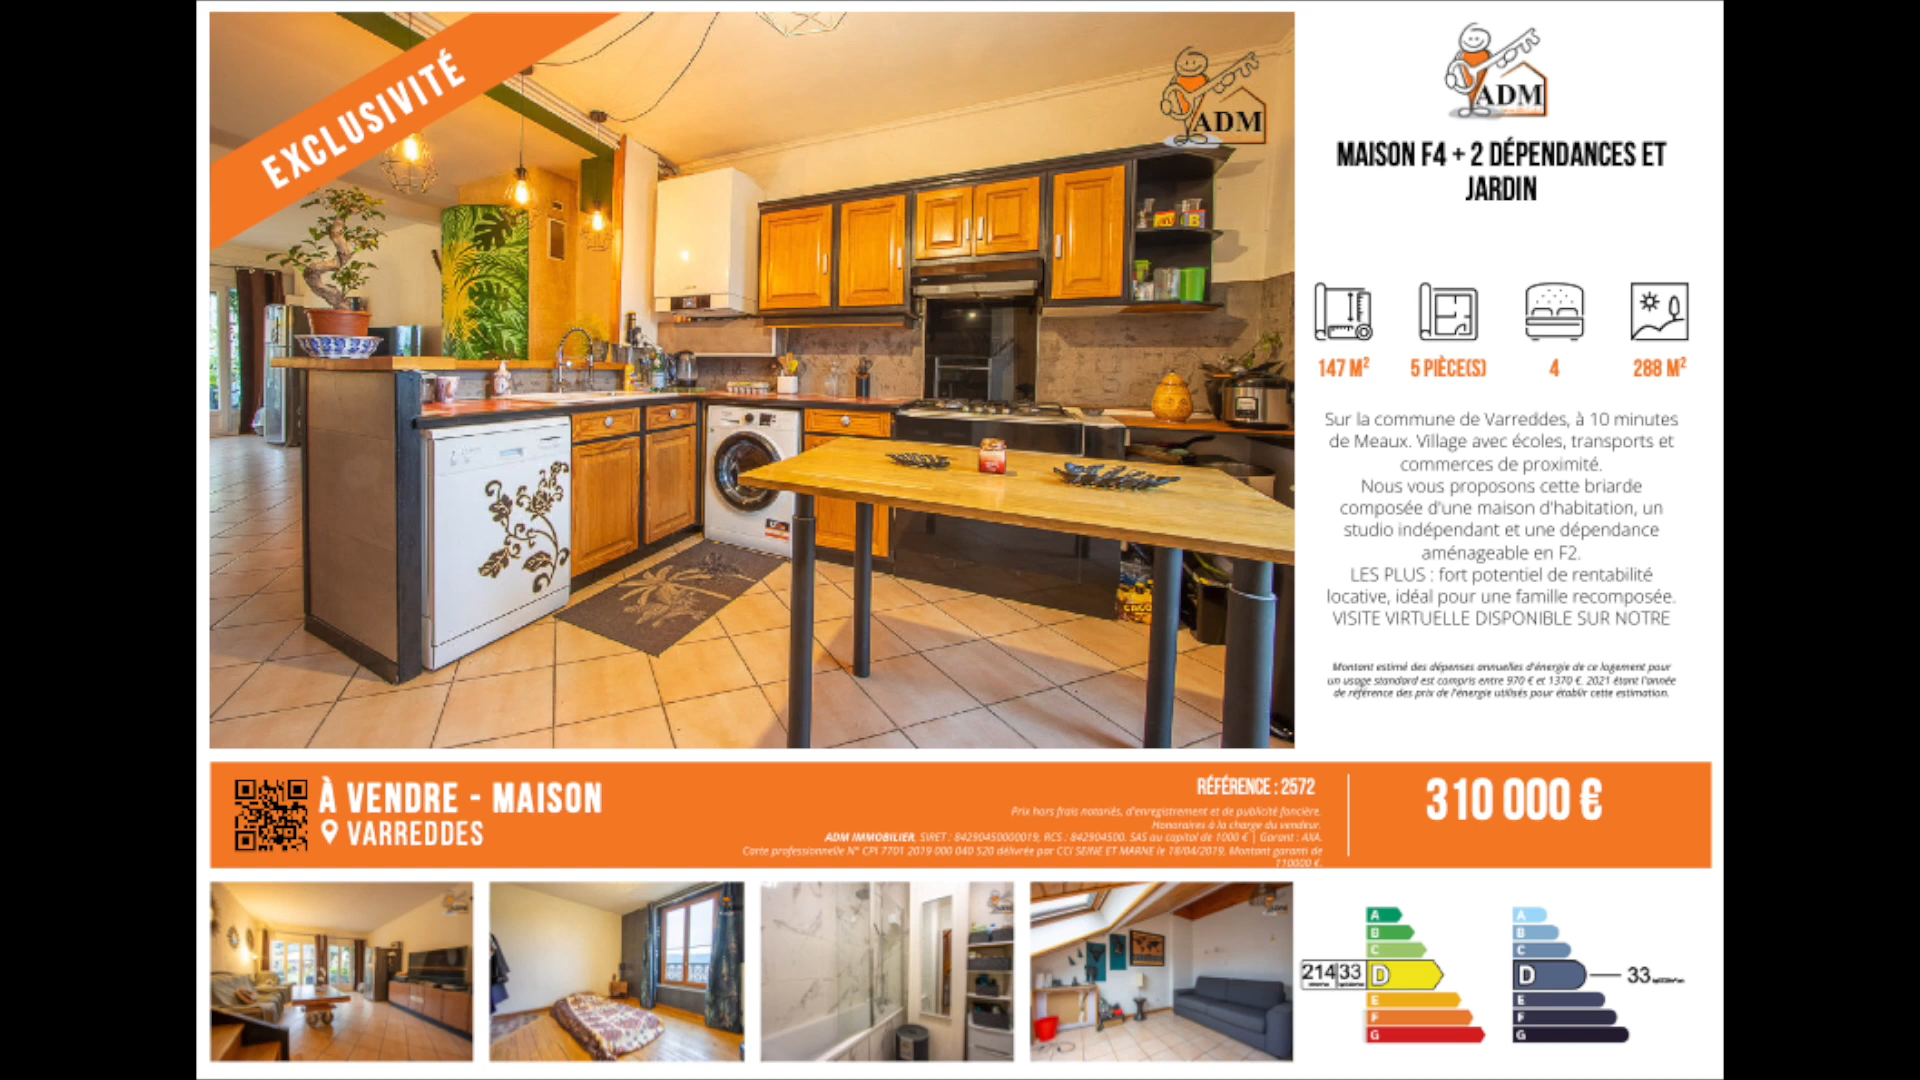 EXCLUSIVITÉ
ADM
ADM
MAISON F4 + 2 DÉPENDANCES ET
JARDIN
147 M²
5 PIÈCE(S)
4
288 M²
Sur la commune de Varreddes, à 10 minutes
de Meaux. Village avec écoles, transports et
commerces de proximité.
Nous vous proposons cette briarde
composée d'une maison d'habitation, un
studio indépendant et une dépendance
aménageable en F2.
LES PLUS : fort potentiel de rentabilité
locative, idéal pour une famille recomposée.
VISITE VIRTUELLE DISPONIBLE SUR NOTRE
Montant estimé des dépenses annuelles d'énergie de ce logement pour
un usage standard est compris entre 970 € et 1370 €. 2021 étant l'année
de référence des prix de l'énergie utilisés pour établir cette estimation.
À VENDRE - MAISON
VARREDDES
RÉFÉRENCE : 2572
Prix hors frais notariés, d'enregistrement et de publicité foncière.
Honoraires à la charge du vendeur.
ADM IMMOBILIER, SIRET : 84290450000019, RCS : 842904500. SAS au capital de 1000 € | Garant : AXA.
Carte professionnelle N° CPI 7701 2019 000 040 520 délivrée par CCI SEINE ET MARNE le 18/04/2019, Montant garanti de
110000 €.
310 000 €
A
B
C
214 33 D
E
F
G
A
B
C
D 33
E
F
G